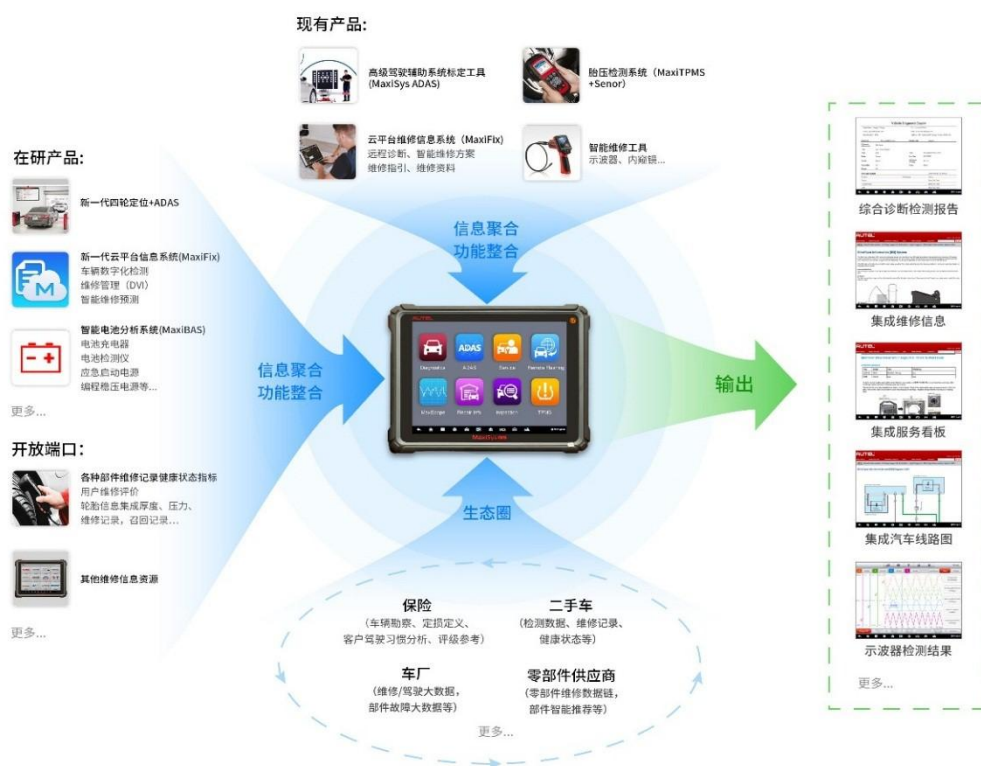 现有产品:
高级驾驶辅助系统标定工具
(MaxiSys ADAS)
胎压检测系统（MaxiTPMS
+Senor）
云平台维修信息系统（MaxiFix)
远程诊断、智能维修方案
维修指引、维修资料
智能维修工具
示波器、内窥镜...
在研产品:
新一代四轮定位+ADAS
新一代云平台信息系统(MaxiFix)
车辆数字化检测
维修管理（DVI）
智能维修预测
智能电池分析系统(MaxiBAS)
电池充电器
电池检测仪
应急启动电源
编程稳压电源等...
更多...
开放端口:
各种部件维修记录健康状态指标
用户维修评价
轮胎信息集成厚度、压力、
维修记录，召回记录...
其他维修信息资源
更多...
信息聚合
功能整合
信息聚合
功能整合
AUTEL
Diagnostics
ADAS
Service
MaxiScope
TPMS
MaxiSys
输出
生态圈
保险
（车辆勘察、定损定义、
客户驾驶习惯分析、评级参考）
二手车
（检测数据、维修记录、
健康状态等）
车厂
（维修/驾驶大数据，
部件故障大数据等）
零部件供应商
（零部件维修数据链，
部件智能推荐等）
更多...
综合诊断检测报告
AUTEL
集成维修信息
AUTEL
集成服务看板
AUTEL
集成汽车线路图
示波器检测结果
更多...